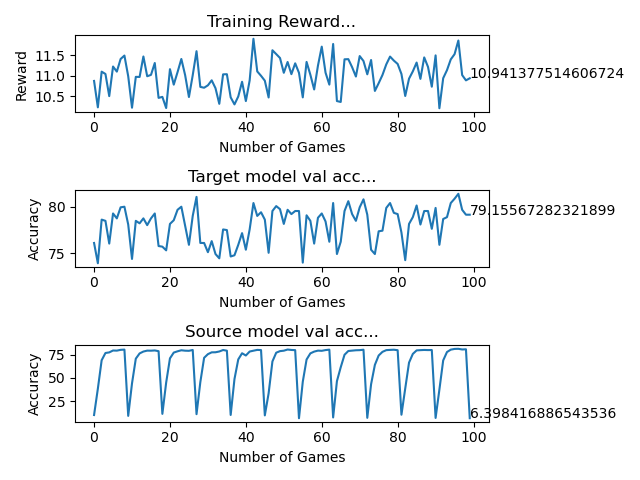 Training Reward...
Reward
11.5
11.0
10.5
10.941377514606724
0 20 40 60 80 100
Number of Games
Target model val acc...
Accuracy
80
75
79.15567282321899
0 20 40 60 80 100
Number of Games
Source model val acc...
Accuracy
75
50
25
6.398416886543536
0 20 40 60 80 100
Number of Games